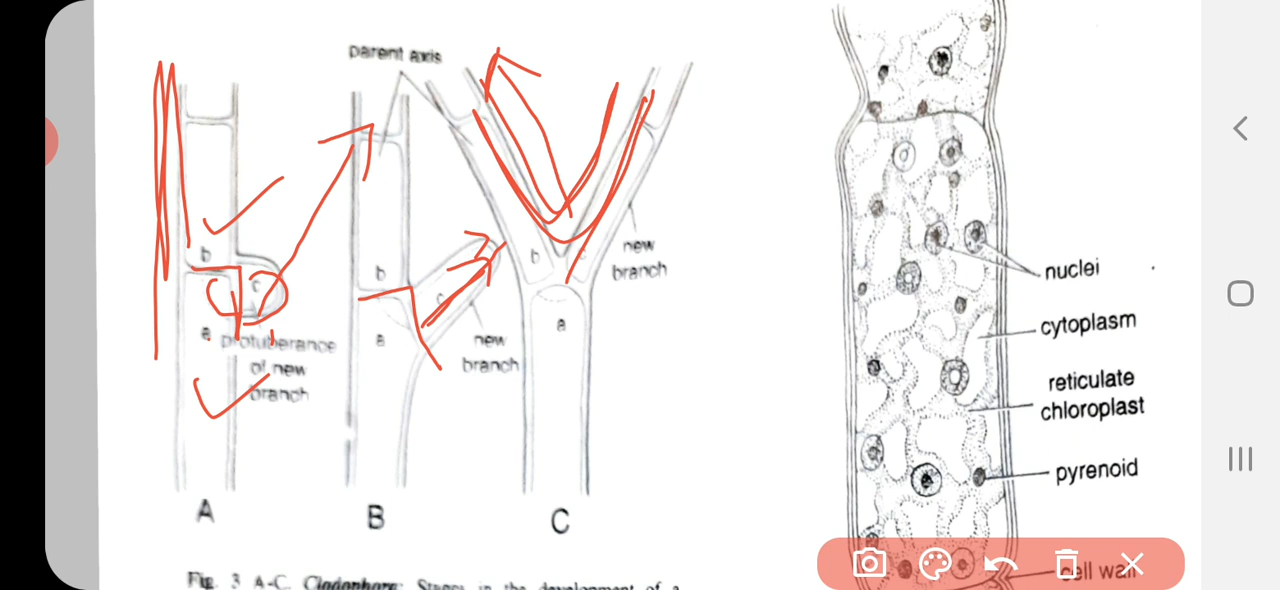 parent axis
b
c
a
protuberance
of new
branch
b
c
a
new
branch
b
c
a
new
branch
A
B
C
nuclei
cytoplasm
reticulate
chloroplast
pyrenoid
cell wall
Fig. 3 A-C. Cladophora: Stages in the development of a